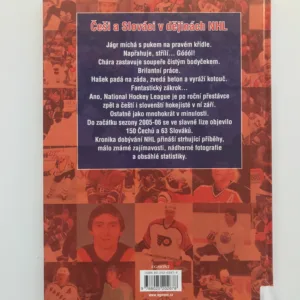 Češi a Slováci v dějinách NHL
Jágr míchá s pukem na pravém křídle.
Napřahuje, střílí... Góóól!
Chára zastavuje soupeře čistým bodyčekem.
Briliantní práce.
Hašek padá na záda, zvedá beton a vyráží kotouč.
Fantastický zákrok...
Ano, National Hockey League je po roční přestávce
zpět a čeští i slovenští hokejisté v ní září.
Ostatně jako mnohokrát v minulosti.
Do začátku sezony 2005-06 se ve slavné lize objevilo
150 Čechů a 63 Slováků.
Kronika dobývání NHL přináší strhující příběhy,
málo známé zajímavosti, nádherné fotografie
a obsáhlé statistiky.